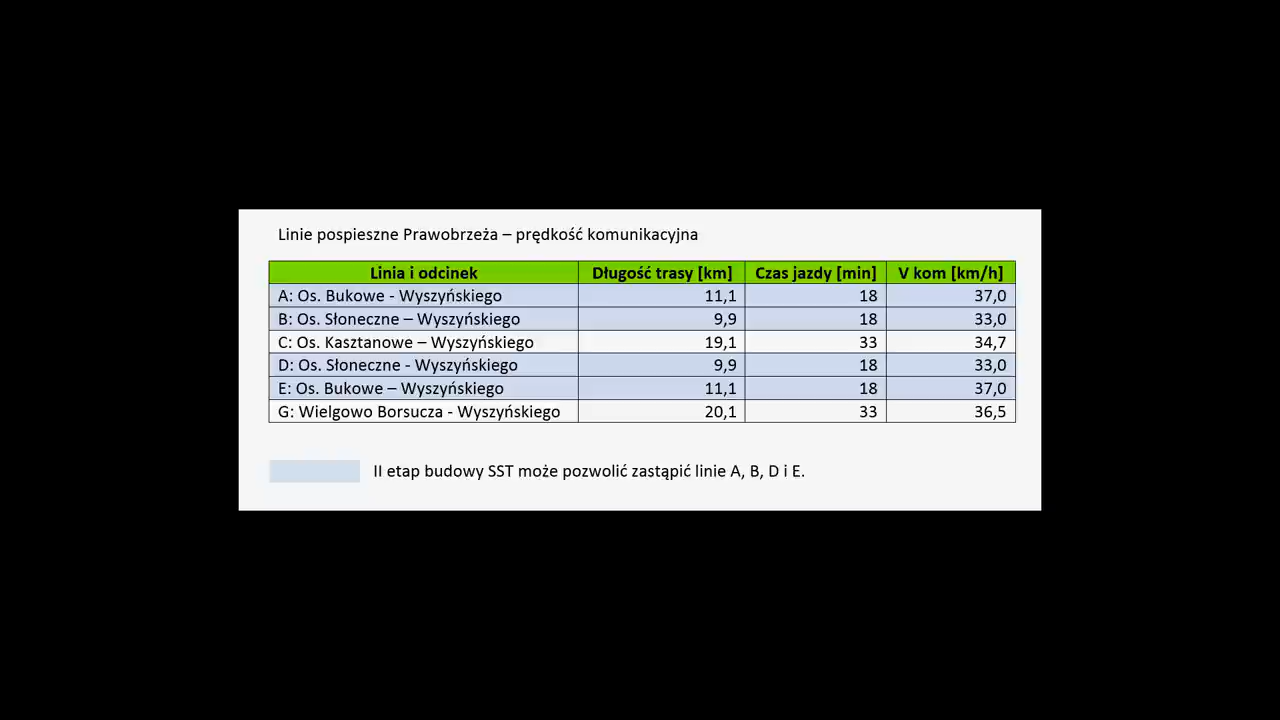 Linie pospieszne Prawobrzeża – prędkość komunikacyjna
Linia i odcinek Długość trasy [km] Czas jazdy [min] V kom [km/h]
A: Os. Bukowe - Wyszyńskiego 11,1 18 37,0
B: Os. Słoneczne – Wyszyńskiego 9,9 18 33,0
C: Os. Kasztanowe – Wyszyńskiego 19,1 33 34,7
D: Os. Słoneczne - Wyszyńskiego 9,9 18 33,0
E: Os. Bukowe – Wyszyńskiego 11,1 18 37,0
G: Wielgowo Borsucza - Wyszyńskiego 20,1 33 36,5
II etap budowy SST może pozwolić zastąpić linie A, B, D i E.